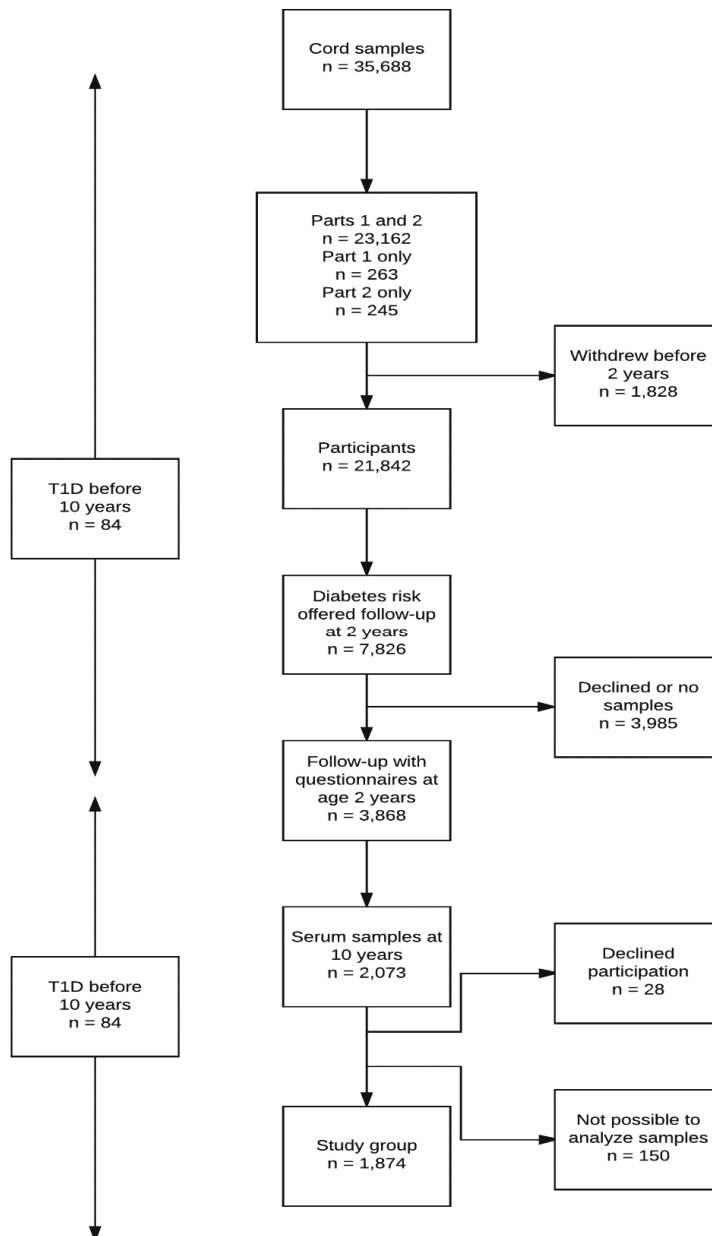 Cord samples
n = 35,688
Parts 1 and 2
n = 23,162
Part 1 only
n = 263
Part 2 only
n = 245
Withdrew before
2 years
n = 1,828
Participants
n = 21,842
T1D before
10 years
n = 84
Diabetes risk
offered follow-up
at 2 years
n = 7,826
Declined or no
samples
n = 3,985
Follow-up with
questionnaires at
age 2 years
n = 3,868
Serum samples at
10 years
n = 2,073
Declined
participation
n = 28
T1D before
10 years
n = 84
Not possible to
analyze samples
n = 150
Study group
n = 1,874